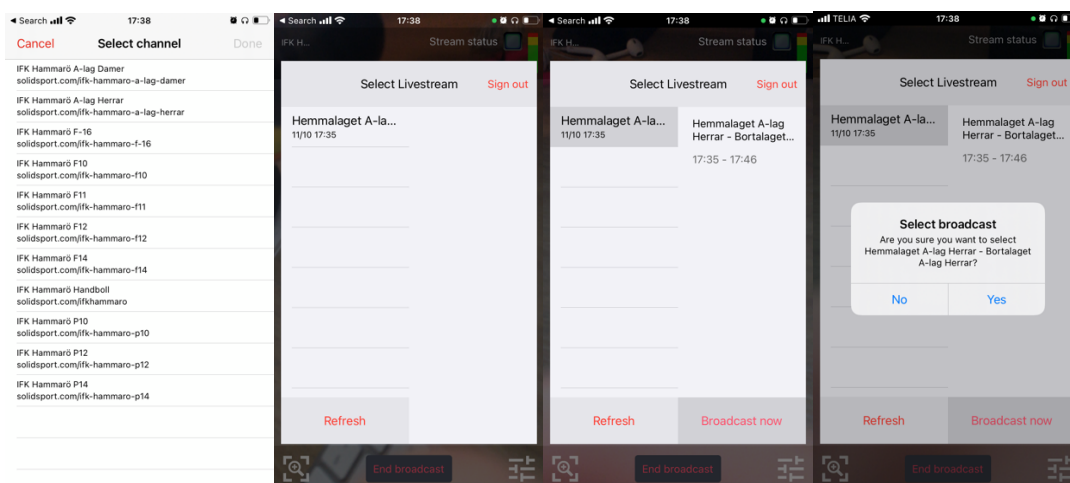 ◄ Search 17:38
Cancel Select channel Done
IFK Hammarö A-lag Damer
solidsport.com/ifk-hammaro-a-lag-damer
IFK Hammarö A-lag Herrar
solidsport.com/ifk-hammaro-a-lag-herrar
IFK Hammarö F-16
solidsport.com/ifk-hammaro-f-16
IFK Hammarö F10
solidsport.com/ifk-hammaro-f10
IFK Hammarö F11
solidsport.com/ifk-hammaro-f11
IFK Hammarö F12
solidsport.com/ifk-hammaro-f12
IFK Hammarö F14
solidsport.com/ifk-hammaro-f14
IFK Hammarö Handboll
solidsport.com/ifkhammaro
IFK Hammarö P10
solidsport.com/ifk-hammaro-p10
IFK Hammarö P12
solidsport.com/ifk-hammaro-p12
IFK Hammarö P14
solidsport.com/ifk-hammaro-p14
◄ Search 17:38
IFK H... Stream status
Select Livestream Sign out
Hemmalaget A-la...
11/10 17:35
Refresh
End broadcast
◄ Search 17:38
IFK H... Stream status
Select Livestream Sign out
Hemmalaget A-la...
11/10 17:35
Hemmalaget A-lag
Herrar - Bortalaget...
17:35 - 17:46
Refresh Broadcast now
End broadcast
TELIA 17:38
IFK H... Stream status
Select Livestream Sign out
Hemmalaget A-la...
11/10 17:35
Hemmalaget A-lag
Herrar - Bortalaget...
17:35 - 17:46
Select broadcast
Are you sure you want to select
Hemmalaget A-lag Herrar - Bortalaget
A-lag Herrar?
No Yes
Refresh Broadcast now
End broadcast